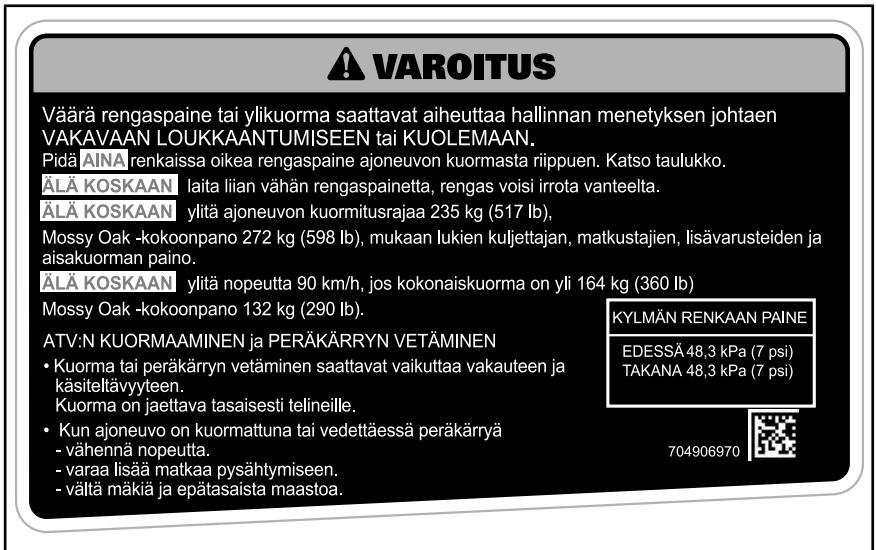 VAROITUS
Väärä rengaspaine tai ylikuorma saattavat aiheuttaa hallinnan menetyksen johtaen
VAKAVAAN LOUKKAANTUMISEEN tai KUOLEMAAN.
Pidä AINA renkaissa oikea rengaspaine ajoneuvon kuormasta riippuen. Katso taulukko.
ÄLÄ KOSKAAN laita liian vähän rengaspainetta, rengas voisi irrota vanteelta.
ÄLÄ KOSKAAN ylitä ajoneuvon kuormitusrajaa 235 kg (517 lb),
Mossy Oak -kokoonpano 272 kg (598 lb), mukaan lukien kuljettajan, matkustajien, lisävarusteiden ja
aisakuorman paino.
ÄLÄ KOSKAAN ylitä nopeutta 90 km/h, jos kokonaiskuorma on yli 164 kg (360 lb)
Mossy Oak -kokoonpano 132 kg (290 lb).
ATV:N KUORMAAMINEN ja PERÄKÄRRYN VETÄMINEN
• Kuorma tai peräkärryn vetäminen saattavat vaikuttaa vakauteen ja
käsiteltävyyteen.
Kuorma on jaettava tasaisesti telineille.
• Kun ajoneuvo on kuormattuna tai vedettäessä peräkärryä
- vähennä nopeutta.
- varaa lisää matkaa pysähtymiseen.
- vältä mäkiä ja epätasaista maastoa.
KYLMÄN RENKAAN PAINE
EDESSÄ 48,3 kPa (7 psi)
TAKANA 48,3 kPa (7 psi)
704906970